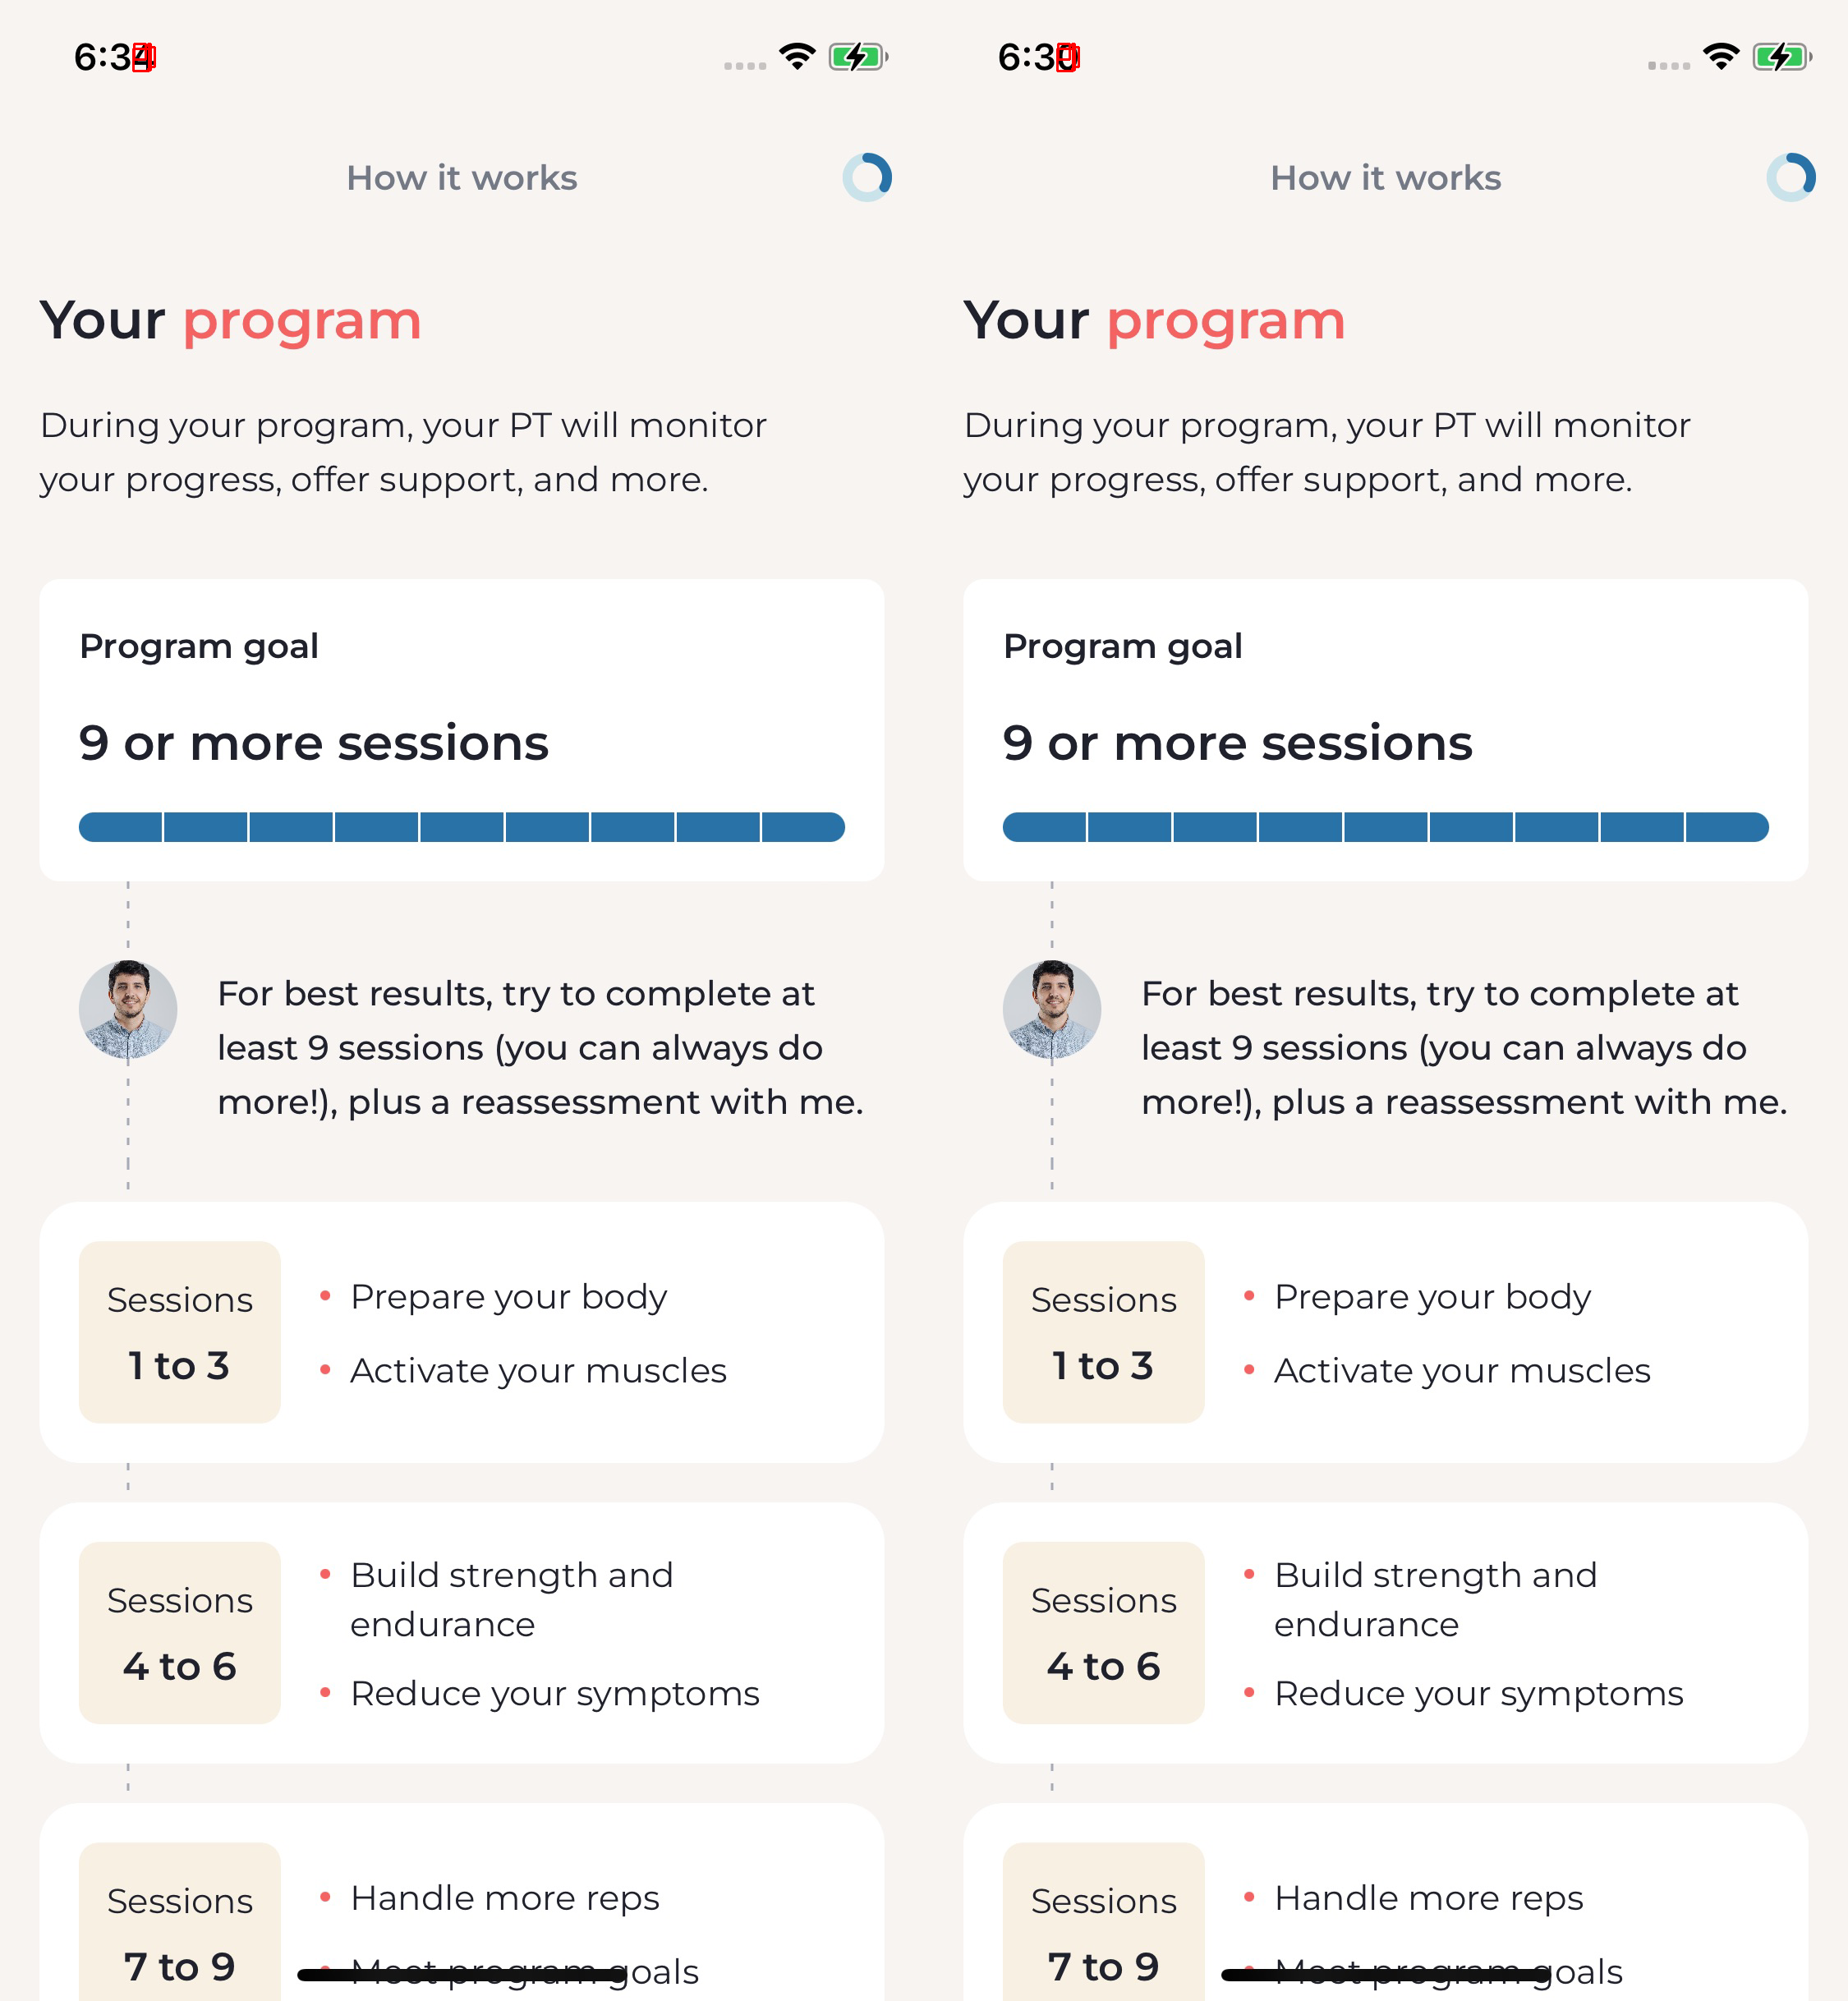 6:34
How it works
Your program
During your program, your PT will monitor
your progress, offer support, and more.
Program goal
9 or more sessions
For best results, try to complete at
least 9 sessions (you can always do
more!), plus a reassessment with me.
Sessions
1 to 3
Prepare your body
Activate your muscles
Sessions
4 to 6
Build strength and
endurance
Reduce your symptoms
Sessions
7 to 9
Handle more reps
Meet program goals
6:30
How it works
Your program
During your program, your PT will monitor
your progress, offer support, and more.
Program goal
9 or more sessions
For best results, try to complete at
least 9 sessions (you can always do
more!), plus a reassessment with me.
Sessions
1 to 3
Prepare your body
Activate your muscles
Sessions
4 to 6
Build strength and
endurance
Reduce your symptoms
Sessions
7 to 9
Handle more reps
Meet program goals